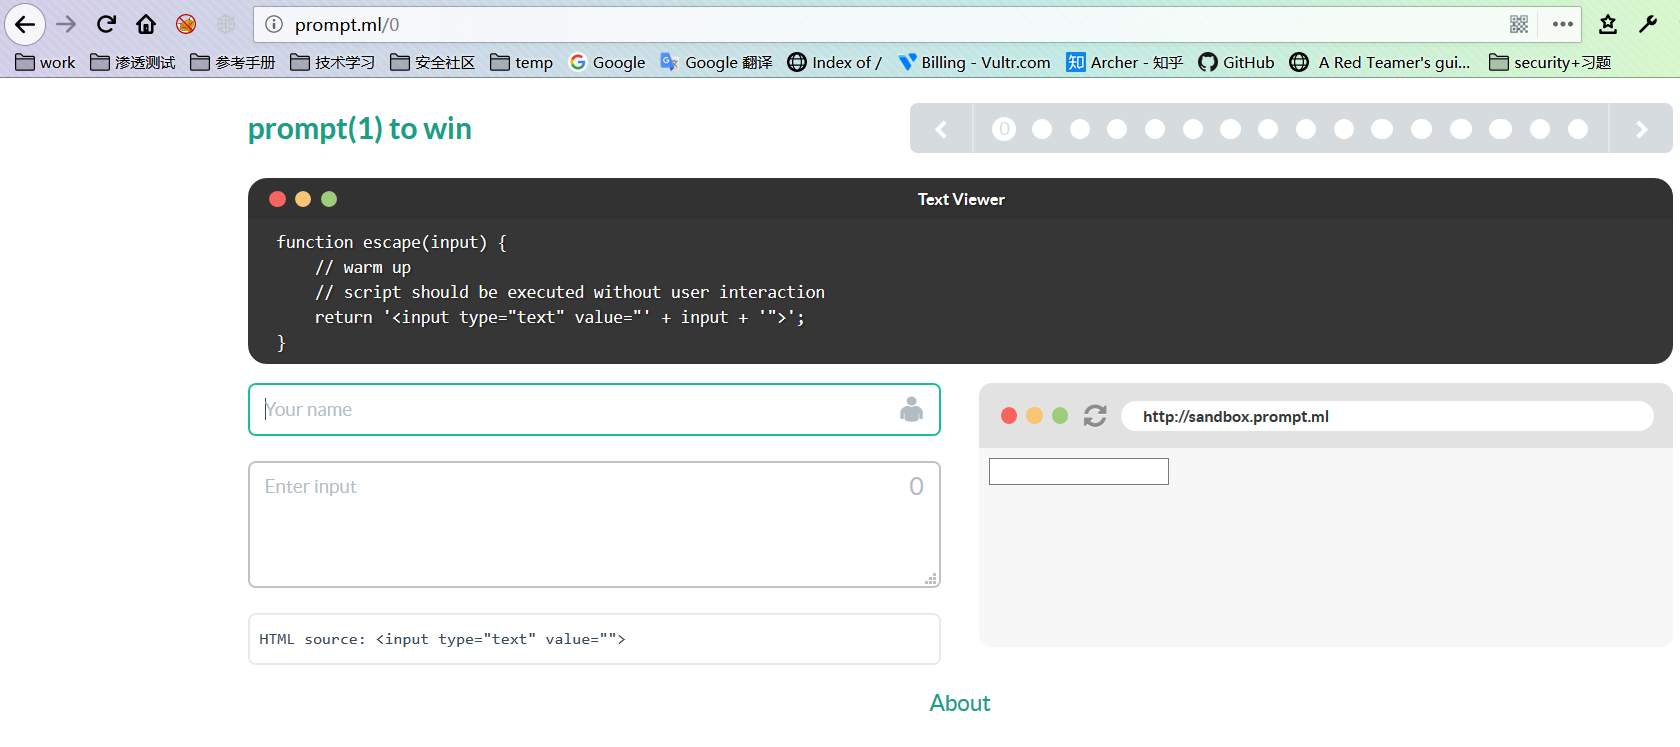 prompt.ml/0
work 渗透测试 参考手册 技术学习 安全社区 temp Google Google 翻译 Index of / Billing - Vultr.com Archer - 知乎 GitHub A Red Teamer's gui... security+习题
prompt(1) to win
0
Text Viewer
function escape(input) {
    // warm up
    // script should be executed without user interaction
    return '<input type="text" value="' + input + '">';
}
Your name
http://sandbox.prompt.ml
Enter input 0
HTML source: <input type="text" value="">
About